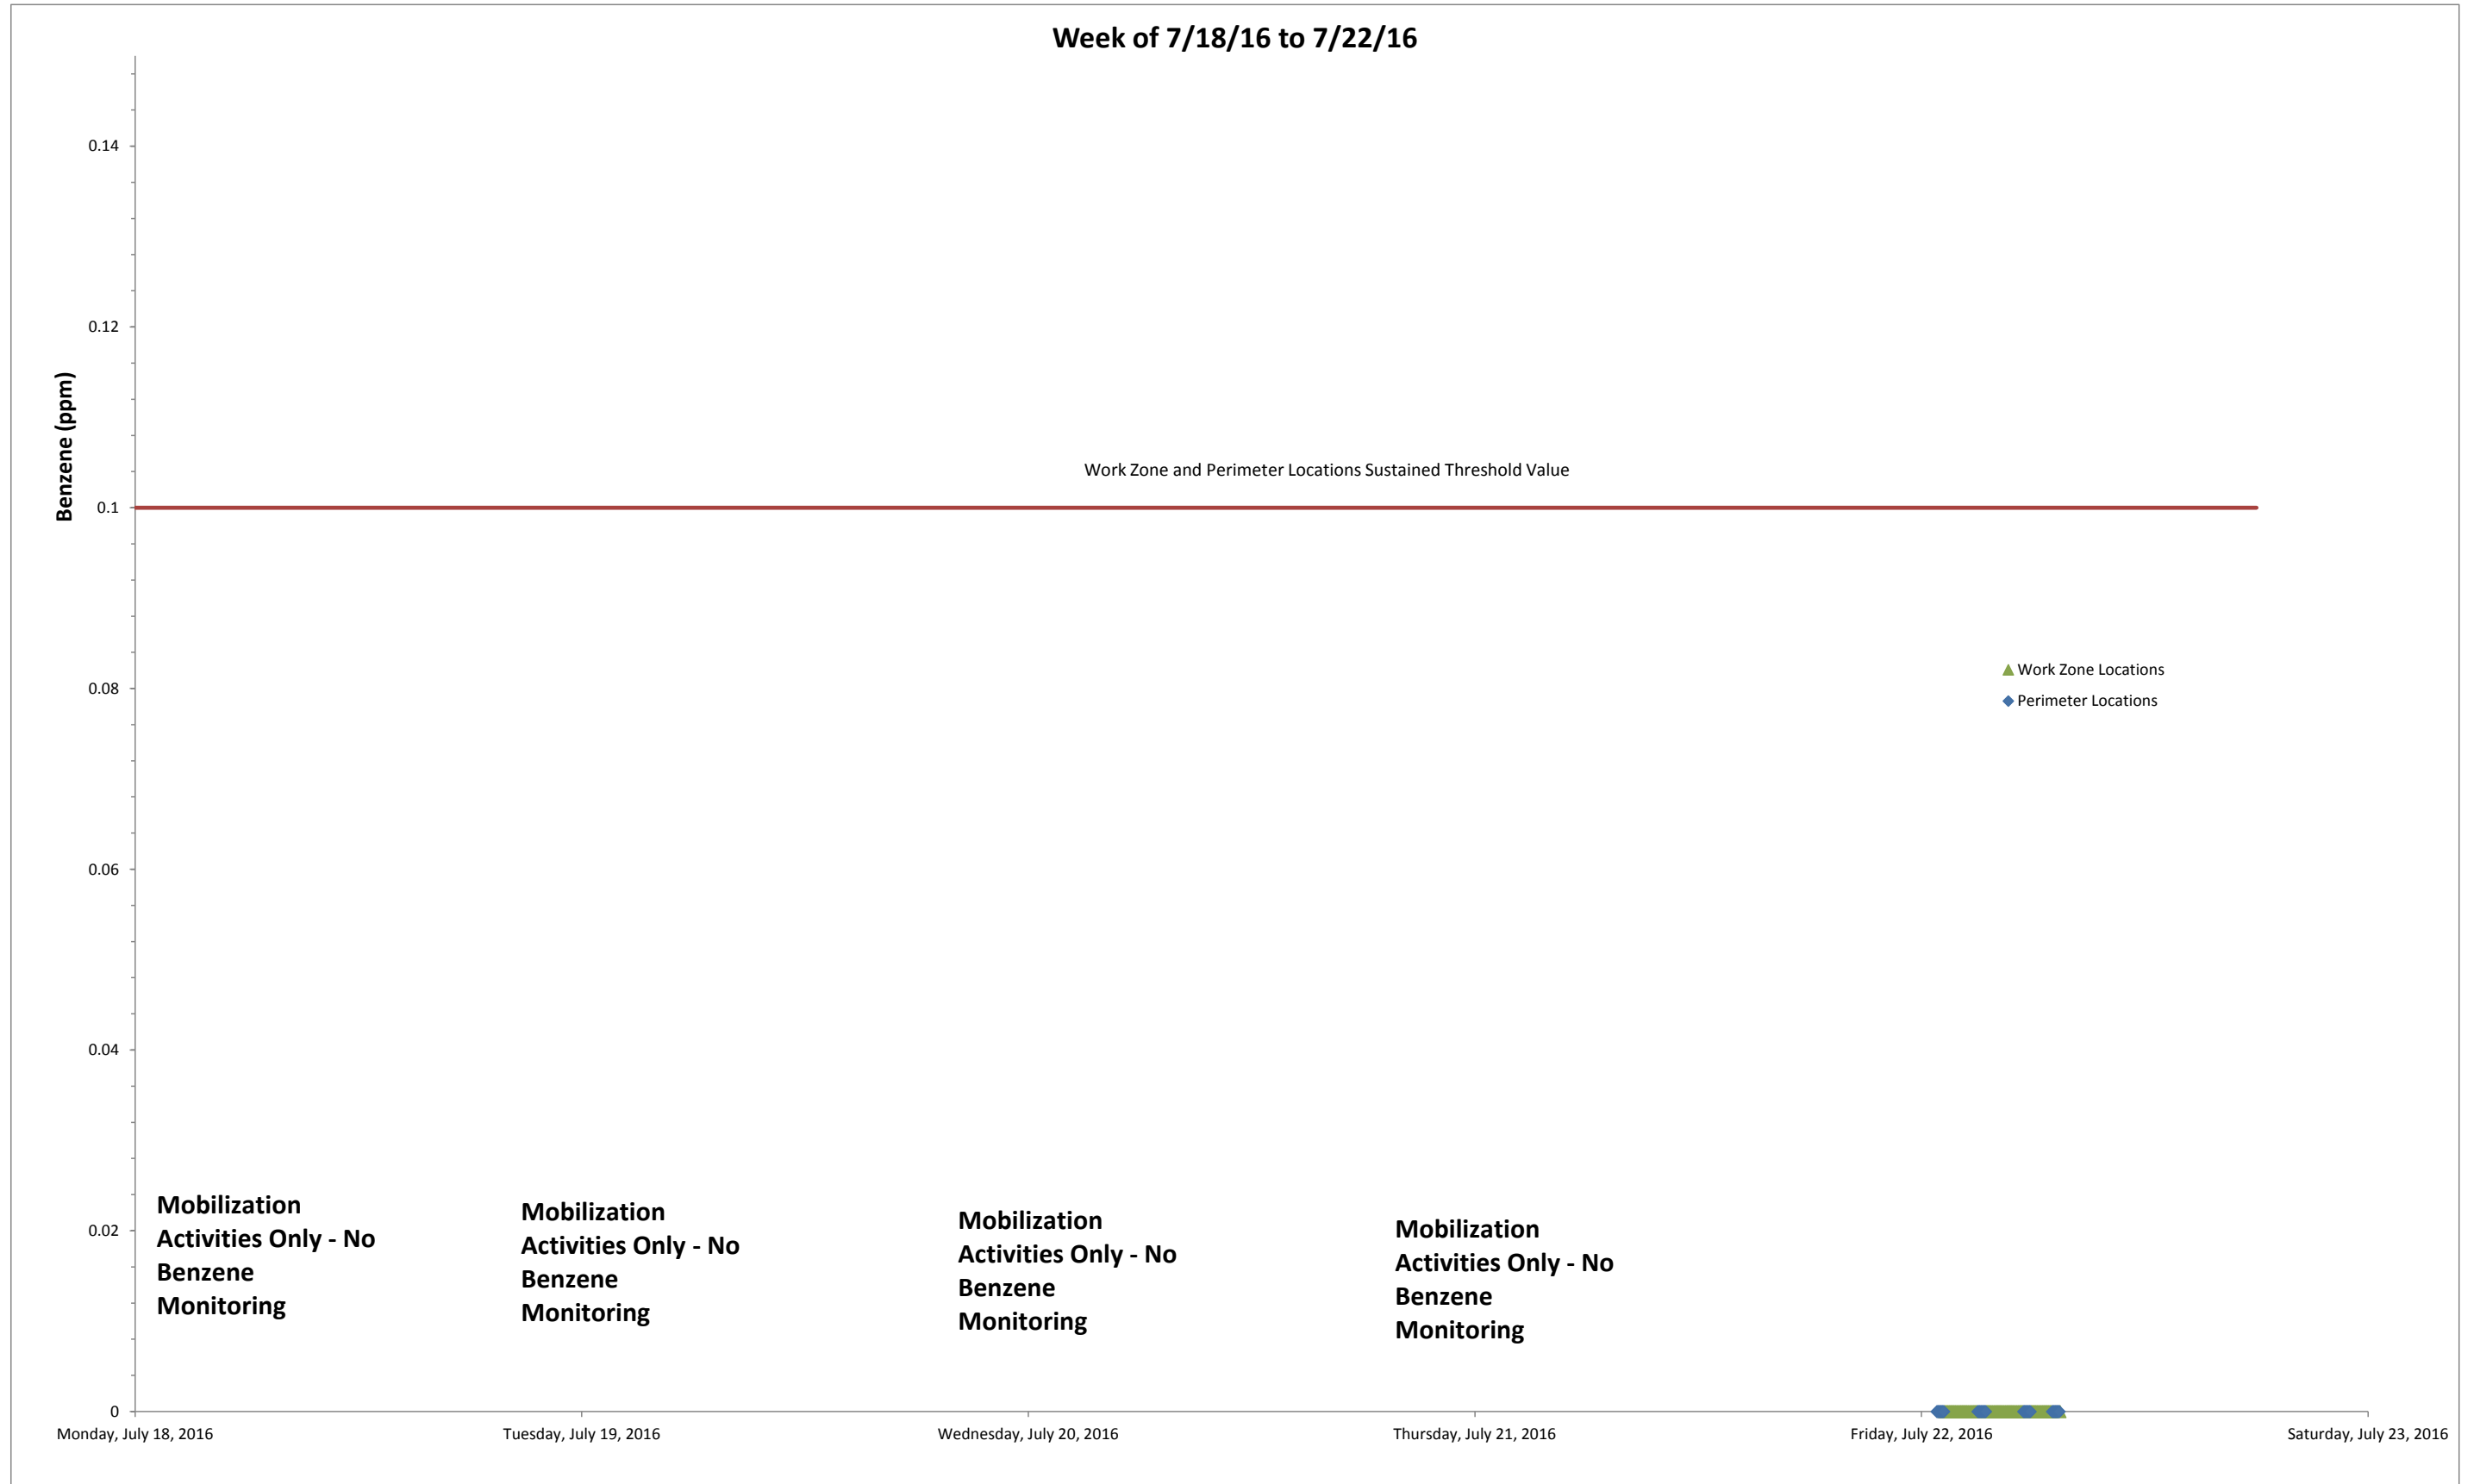 Week of 7/18/16 to 7/22/16
Benzene (ppm)
0.14
0.12
0.1
0.08
0.06
0.04
0.02
0
Work Zone and Perimeter Locations Sustained Threshold Value
Work Zone Locations
Perimeter Locations
Mobilization
Activities Only - No
Benzene
Monitoring
Mobilization
Activities Only - No
Benzene
Monitoring
Mobilization
Activities Only - No
Benzene
Monitoring
Mobilization
Activities Only - No
Benzene
Monitoring
Monday, July 18, 2016
Tuesday, July 19, 2016
Wednesday, July 20, 2016
Thursday, July 21, 2016
Friday, July 22, 2016
Saturday, July 23, 2016